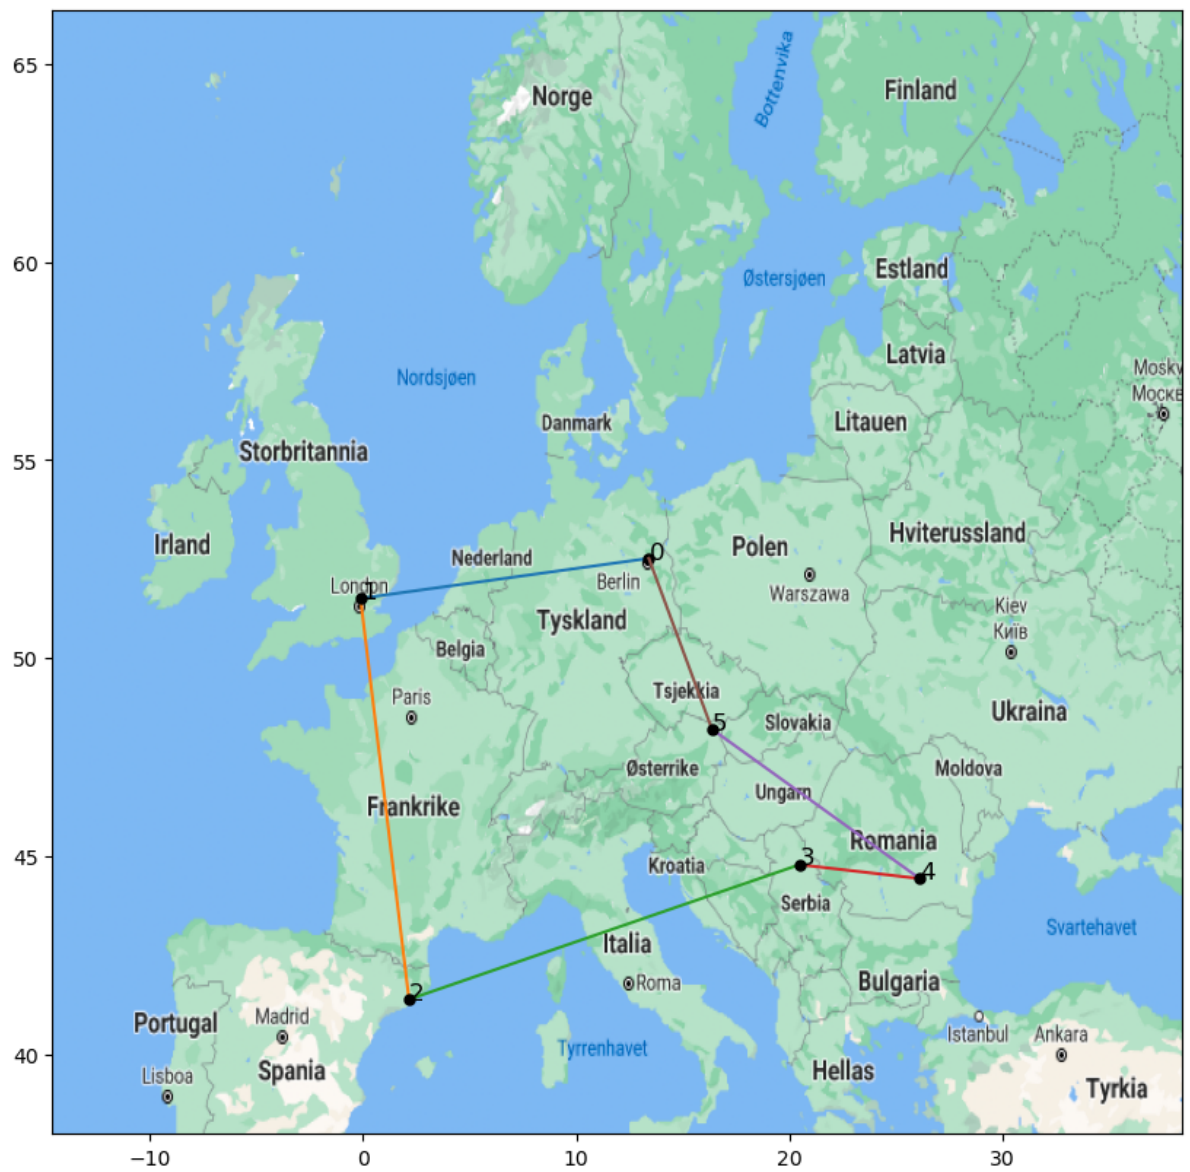 65
60
55
50
45
40
−10
0
10
20
30
Norge
Finland
Bottenvika
Estland
Østersjøen
Latvia
Nordsjøen
Moskv
Москв
Danmark
Litauen
Storbritannia
Irland
Nederland
Polen
Hviterussland
0
London
1
Berlin
Warszawa
Kiev
Київ
Tyskland
Belgia
Paris
Tsjekkia
5
Slovakia
Ukraina
Østerrike
Moldova
Ungarn
Frankrike
Romania
Kroatia
3
4
Serbia
Svartehavet
Italia
Roma
Bulgaria
2
Portugal
Madrid
Istanbul
Ankara
Tyrrenhavet
Lisboa
Spania
Hellas
Tyrkia